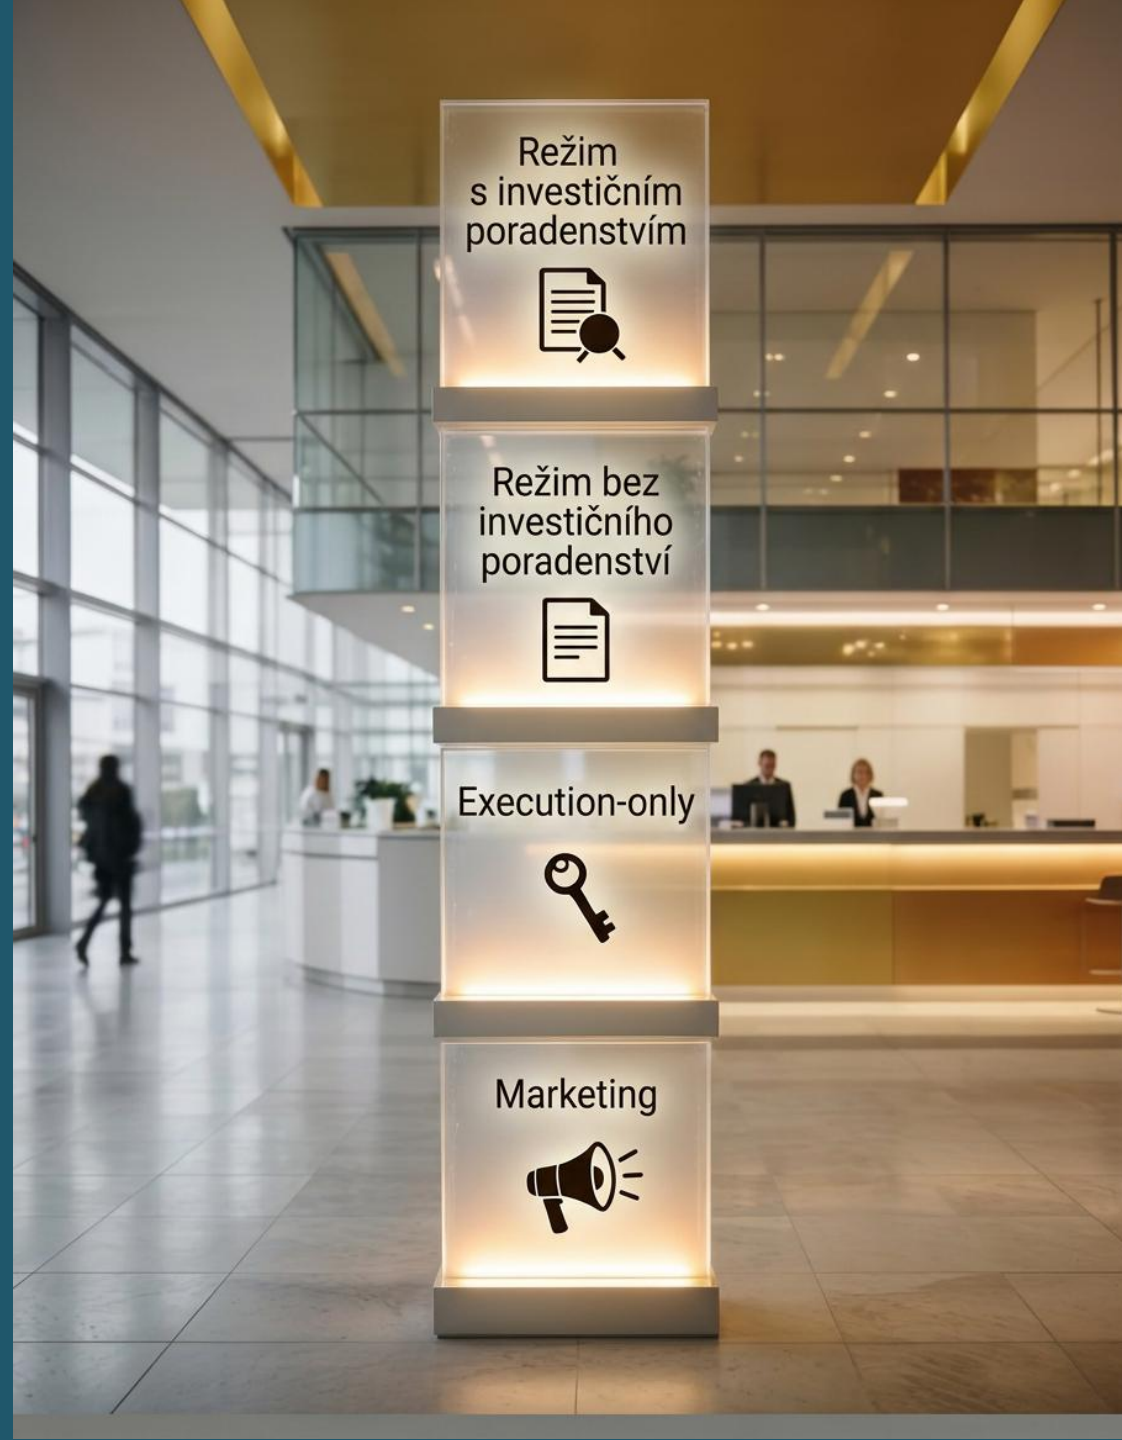 Režim
s investičním
poradenstvím
Režim bez
investičního
poradenství
Execution-only
Marketing